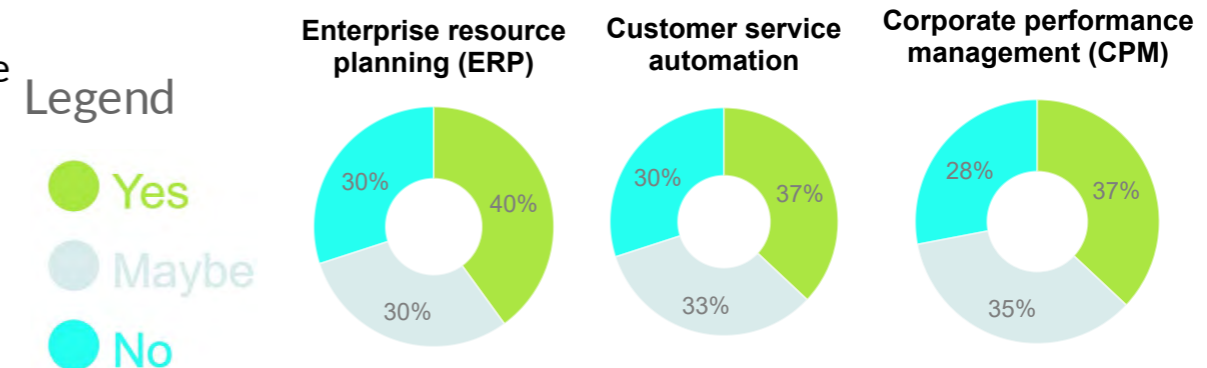 e
Legend
Yes
Maybe
No
Enterprise resource
planning (ERP)
30%
40%
30%
Customer service
automation
30%
37%
33%
Corporate performance
management (CPM)
28%
37%
35%